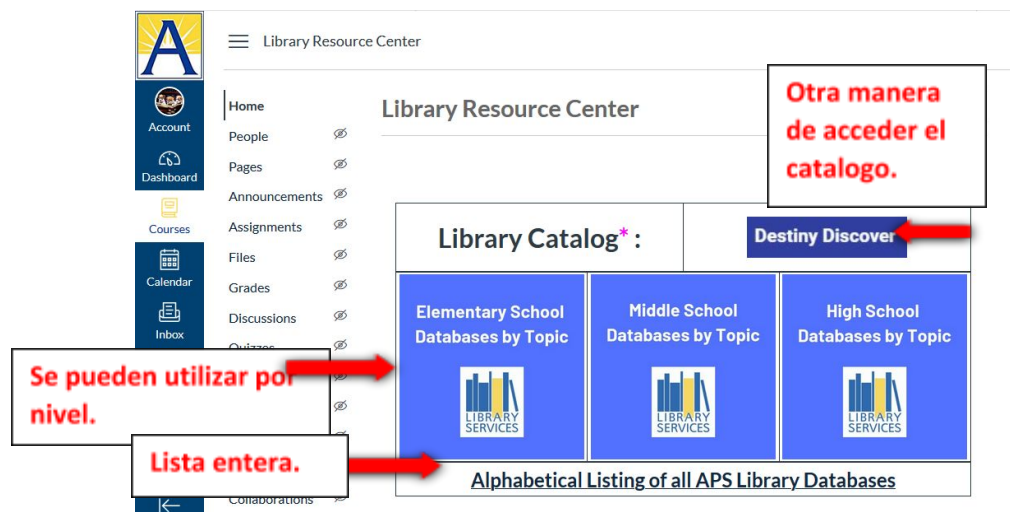 A
Library Resource Center
Account
Dashboard
Courses
Calendar
Inbox
Home
People
Pages
Announcements
Assignments
Files
Grades
Discussions
Quizzes
Collaborations
Library Resource Center
Otra manera
de acceder el
catalogo.
Library Catalog* :
Destiny Discover
Elementary School
Databases by Topic
LIBRARY
SERVICES
Middle School
Databases by Topic
LIBRARY
SERVICES
High School
Databases by Topic
LIBRARY
SERVICES
Se pueden utilizar por
nivel.
Lista entera.
Alphabetical Listing of all APS Library Databases